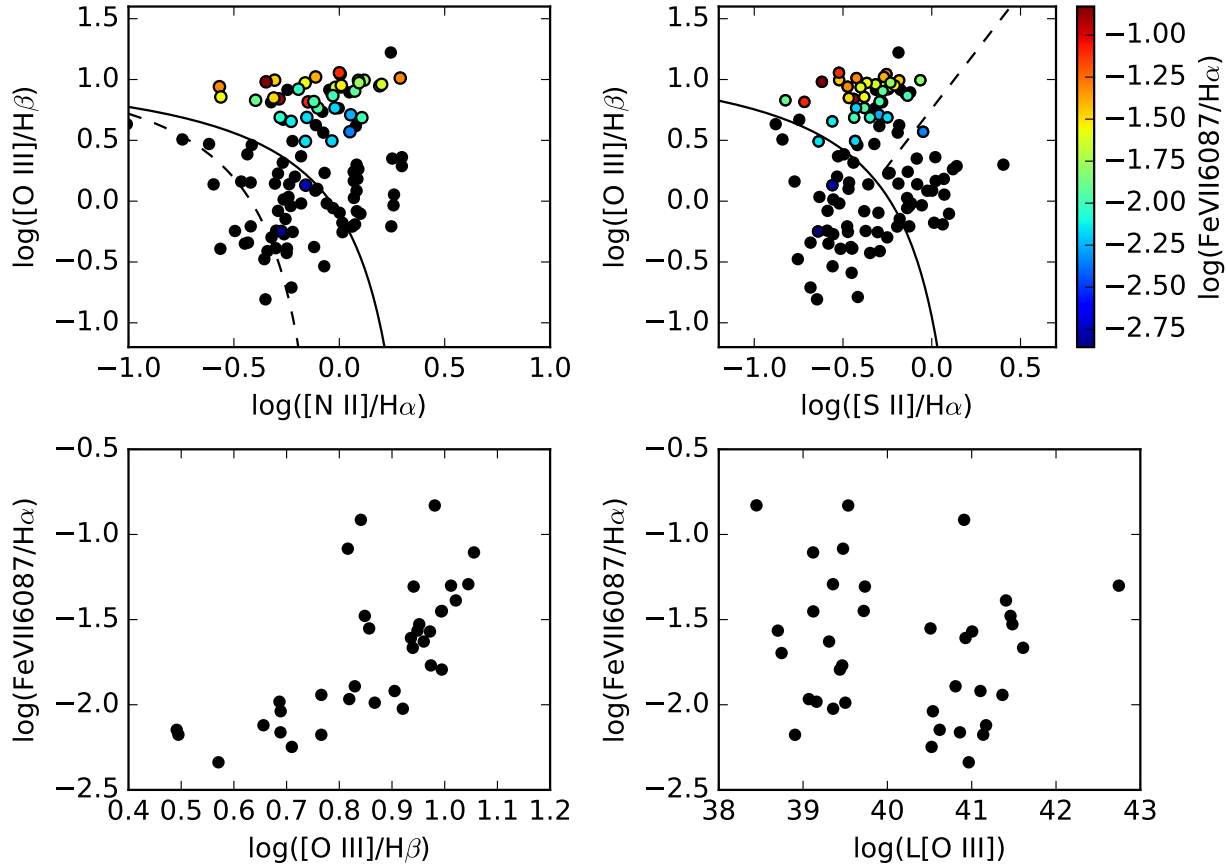 1.5
1.0
0.5
0.0
−0.5
−1.0
log([O III]/Hβ)
−1.0 −0.5 0.0 0.5 1.0
log([N II]/Hα)
1.5
1.0
0.5
0.0
−0.5
−1.0
log([O III]/Hβ)
−1.0 −0.5 0.0 0.5
log([S II]/Hα)
−1.00
−1.25
−1.50
−1.75
−2.00
−2.25
−2.50
−2.75
log(FeVII6087/Hα)
−0.5
−1.0
−1.5
−2.0
−2.5
log(FeVII6087/Hα)
0.4 0.5 0.6 0.7 0.8 0.9 1.0 1.1 1.2
log([O III]/Hβ)
−0.5
−1.0
−1.5
−2.0
−2.5
log(FeVII6087/Hα)
38 39 40 41 42 43
log(L[O III])